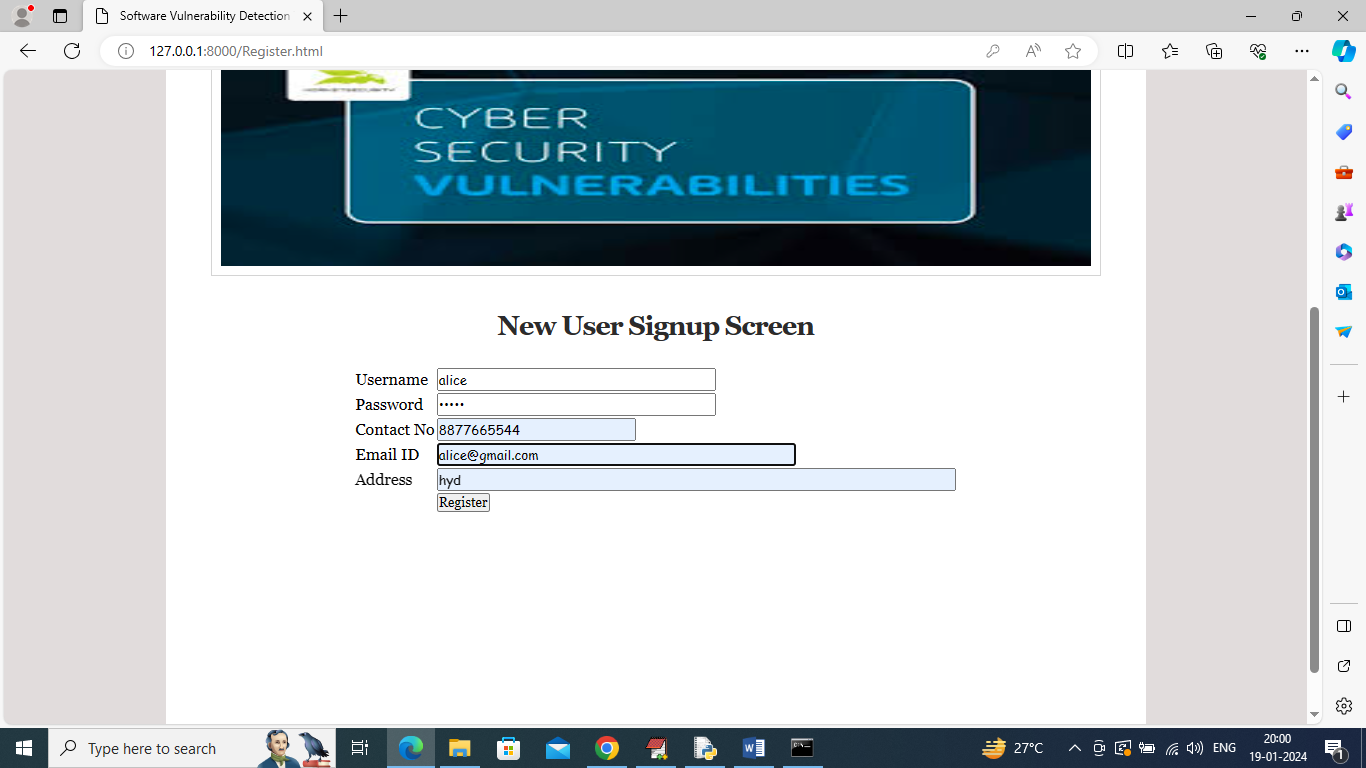 Software Vulnerability Detection
127.0.0.1:8000/Register.html
CYBER
SECURITY
VULNERABILITIES
New User Signup Screen
Username alice
Password •••••
Contact No 8877665544
Email ID alice@gmail.com
Address hyd
Register
Type here to search
27°C
ENG
20:00
19-01-2024
1